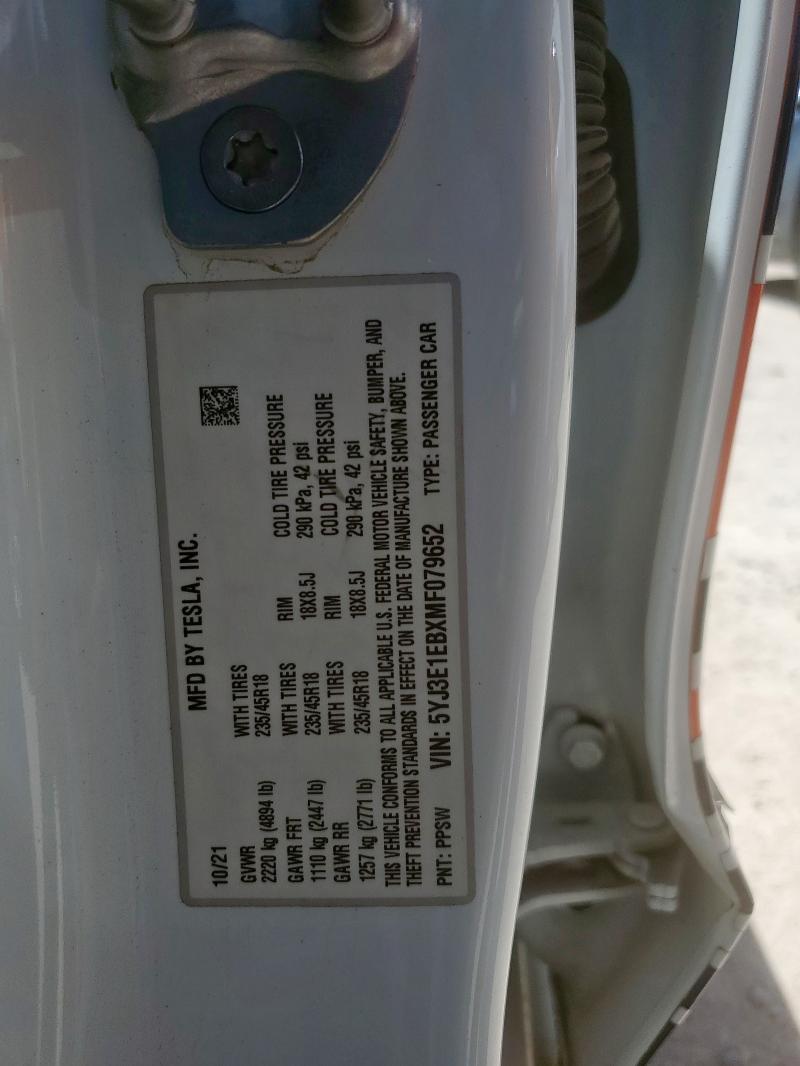 MFD BY TESLA, INC.
10/21
GVWR WITH TIRES
2220 kg (4894 lb) 235/45R18
GAWR FRT WITH TIRES RIM COLD TIRE PRESSURE
1110 kg (2447 lb) 235/45R18 18X8.5J 290 kPa, 42 psi
GAWR RR WITH TIRES RIM COLD TIRE PRESSURE
1257 kg (2771 lb) 235/45R18 18X8.5J 290 kPa, 42 psi
THIS VEHICLE CONFORMS TO ALL APPLICABLE U.S. FEDERAL MOTOR VEHICLE SAFETY, BUMPER, AND
THEFT PREVENTION STANDARDS IN EFFECT ON THE DATE OF MANUFACTURE SHOWN ABOVE.
PNT: PPSW VIN: 5YJ3E1EBXMF079652 TYPE: PASSENGER CAR